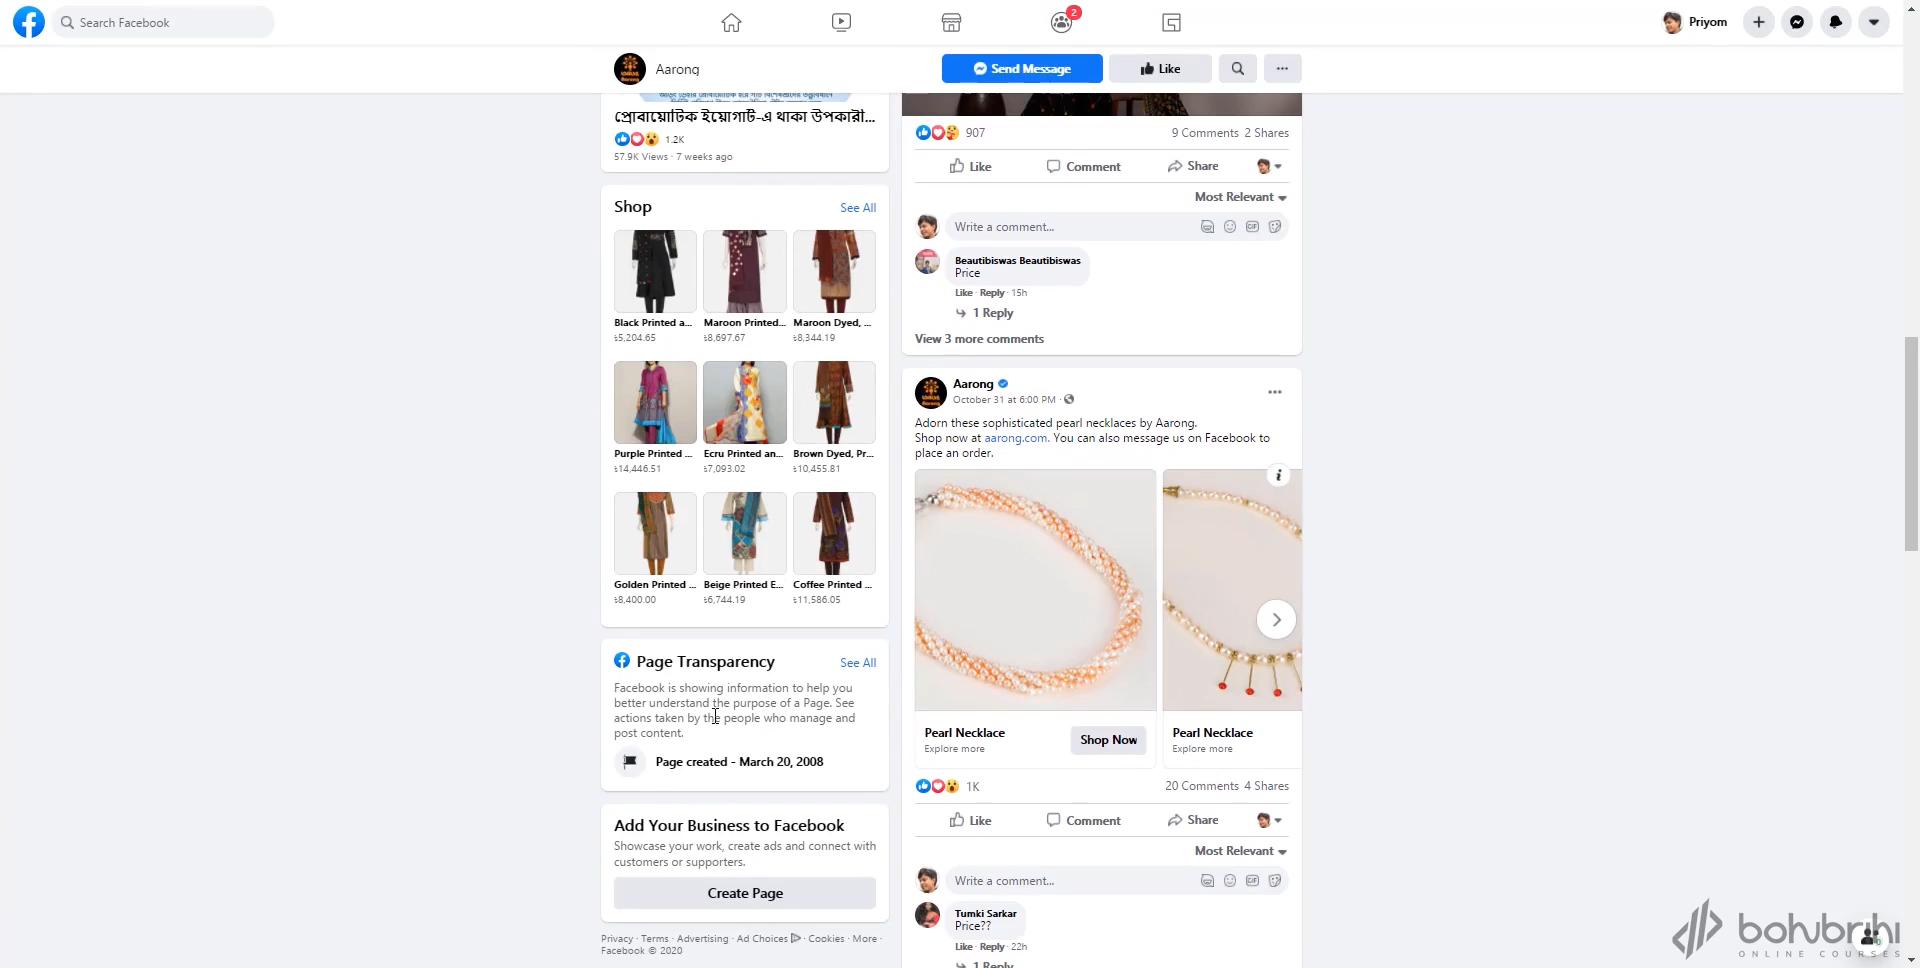 Search Facebook
2
Priyom
Aarong
Send Message
Like
প্রোবায়োটিক ইয়োগার্ট-এ থাকা উপকারী...
1.2K
57.9K Views · 7 weeks ago
Shop
See All
Black Printed a...
Maroon Printed...
Maroon Dyed, ...
৳5,204.65
৳8,697.67
৳8,344.19
Purple Printed ...
Ecru Printed an...
Brown Dyed, Pr...
৳14,446.51
৳7,093.02
৳10,455.81
Golden Printed ...
Beige Printed E...
Coffee Printed ...
৳8,400.00
৳6,744.19
৳11,586.05
Page Transparency
See All
Facebook is showing information to help you
better understand the purpose of a Page. See
actions taken by the people who manage and
post content.
Page created - March 20, 2008
Add Your Business to Facebook
Showcase your work, create ads and connect with
customers or supporters.
Create Page
Privacy · Terms · Advertising · Ad Choices · Cookies · More ·
Facebook © 2020
907
9 Comments 2 Shares
Like
Comment
Share
Most Relevant
Write a comment...
GIF
Beautibiswas Beautibiswas
Price
Like · Reply · 15h
1 Reply
View 3 more comments
Aarong
October 31 at 6:00 PM ·
Adorn these sophisticated pearl necklaces by Aarong.
Shop now at aarong.com. You can also message us on Facebook to
place an order.
i
Pearl Necklace
Explore more
Shop Now
Pearl Necklace
Explore more
1K
20 Comments 4 Shares
Like
Comment
Share
Most Relevant
Write a comment...
GIF
Tumki Sarkar
Price??
Like · Reply · 22h
1 Reply
bohubrihi
ONLINE COURSES